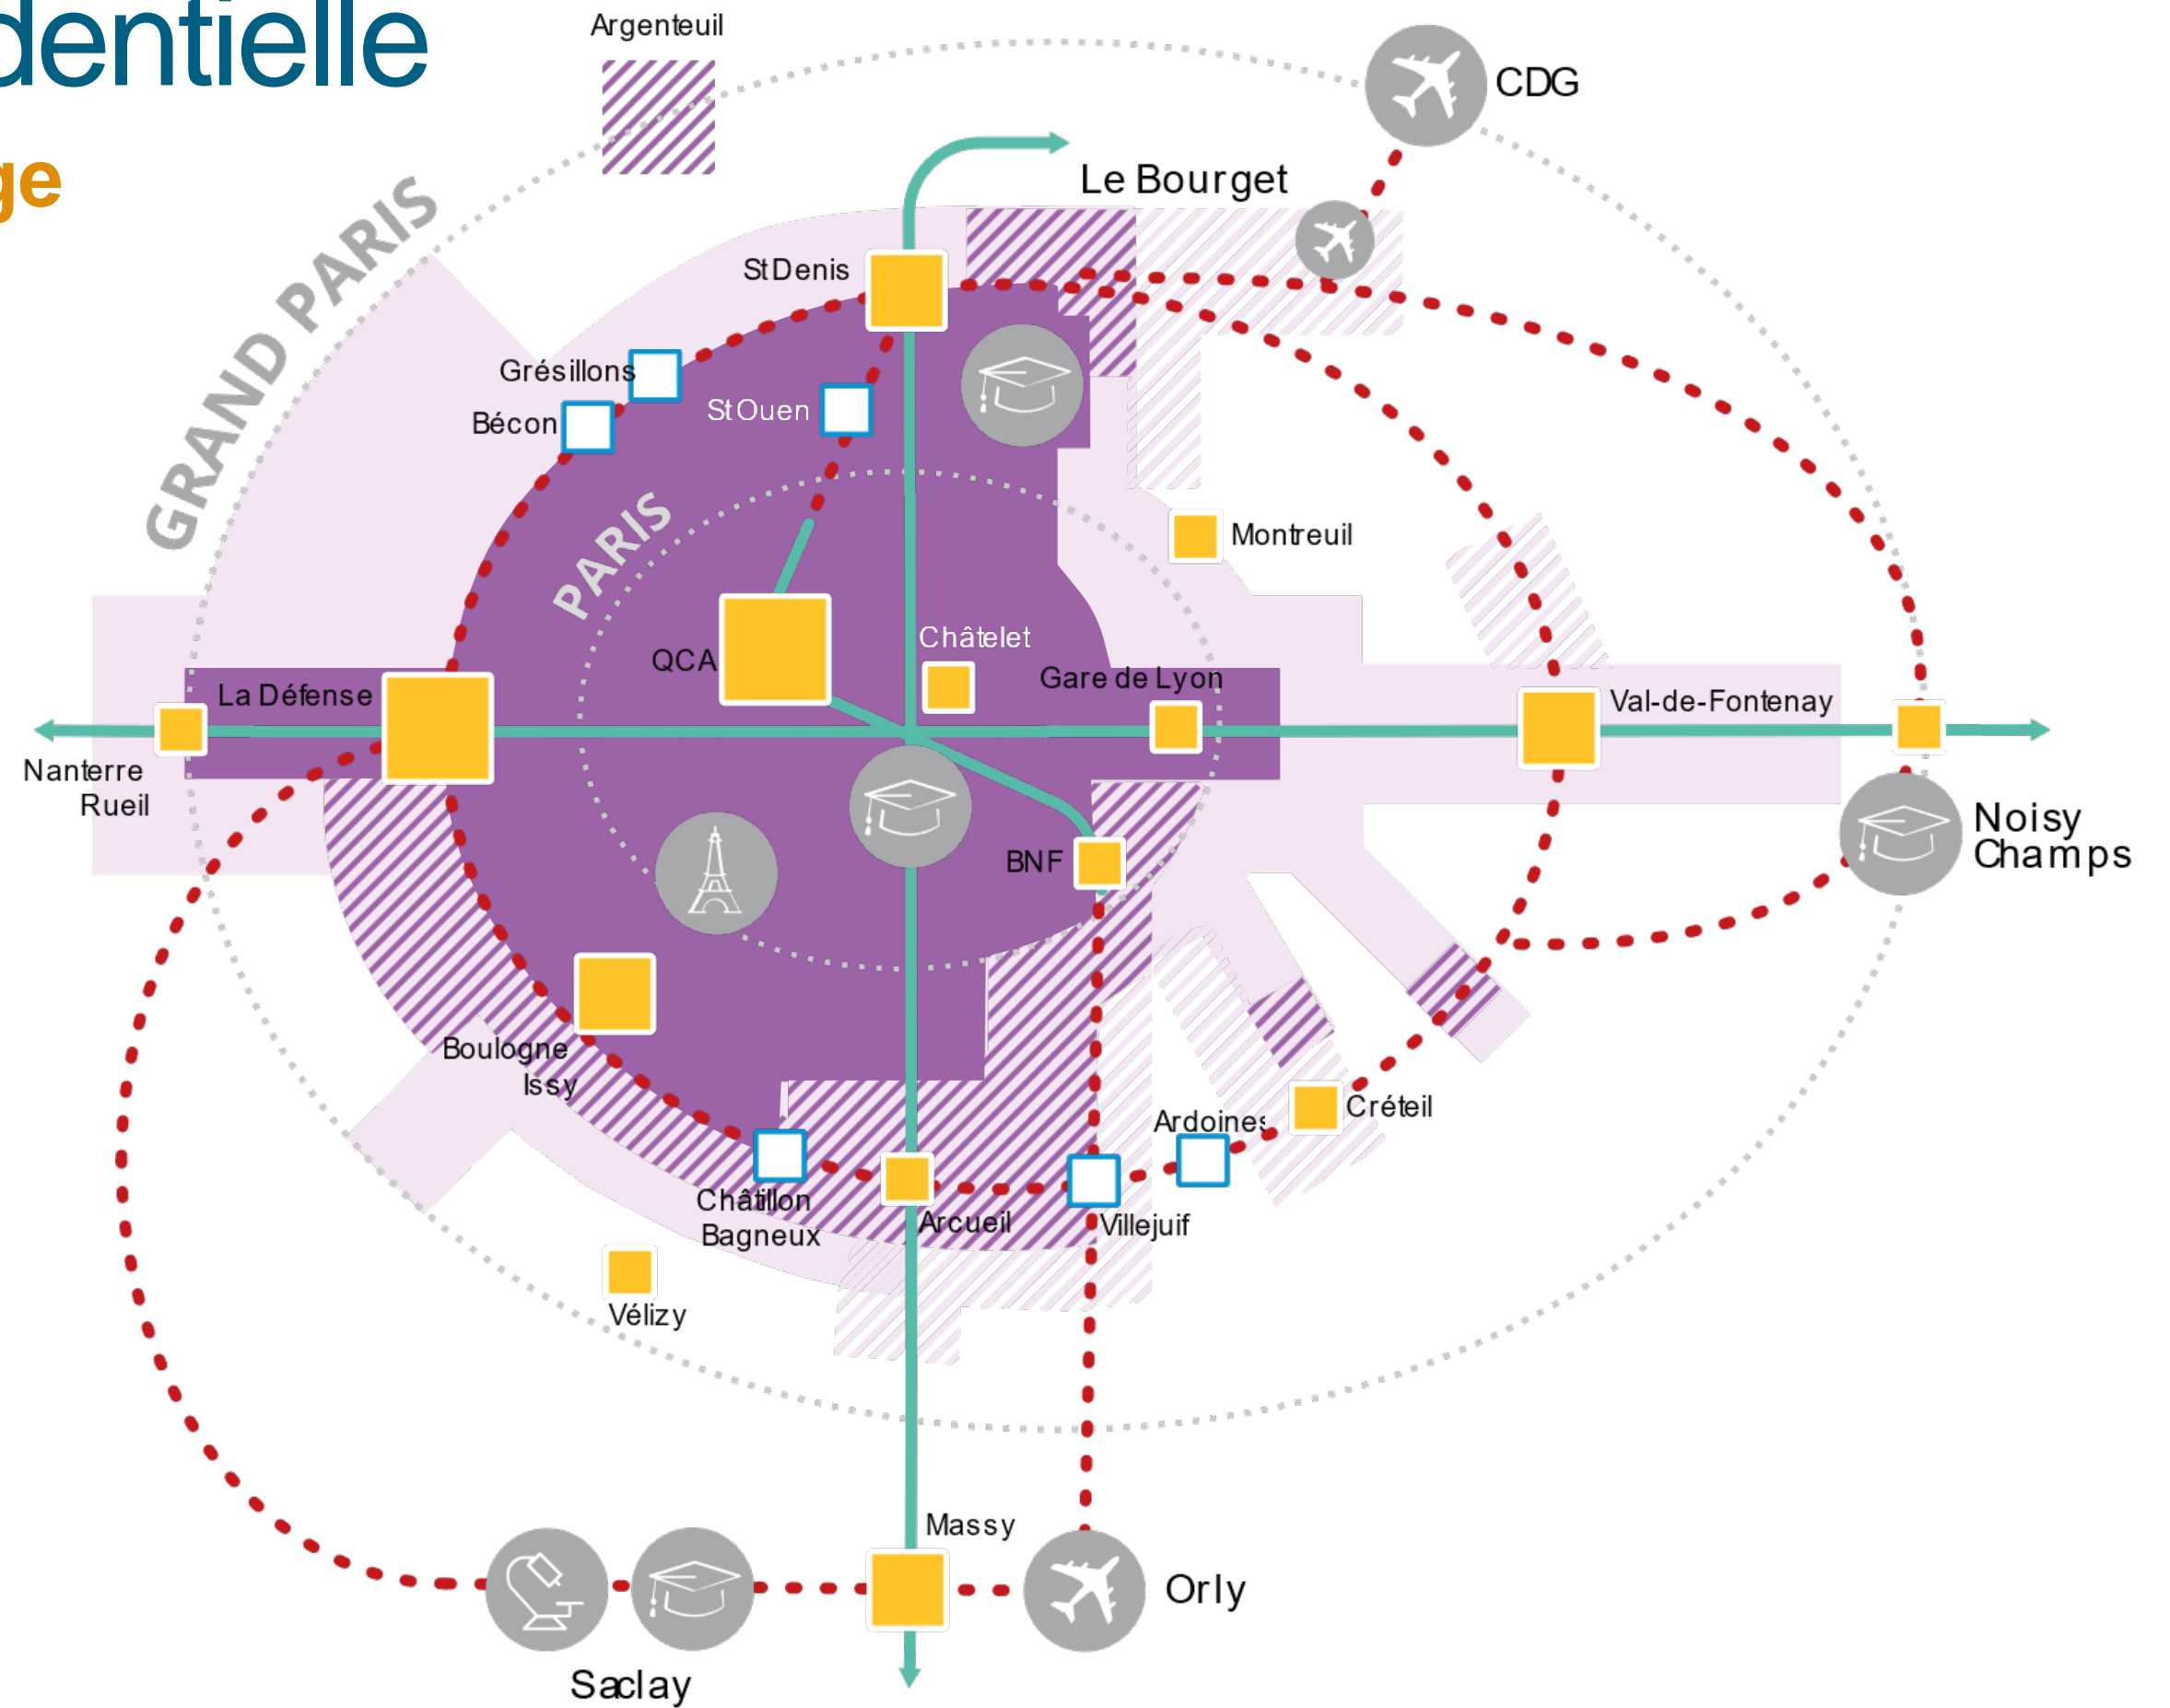 dentielle
ge
Argenteuil
CDG
Le Bourget
GRAND PARIS
St Denis
Grésillons
St Ouen
Bécon
PARIS
Montreuil
Châtelet
QCA
Gare de Lyon
La Défense
Val-de-Fontenay
Nanterre
Rueil
Noisy
Champs
BNF
Boulogne
Issy
Créteil
Ardoines
Châtillon
Bagneux
Arcueil
Villejuif
Vélizy
Massy
Orly
Saclay